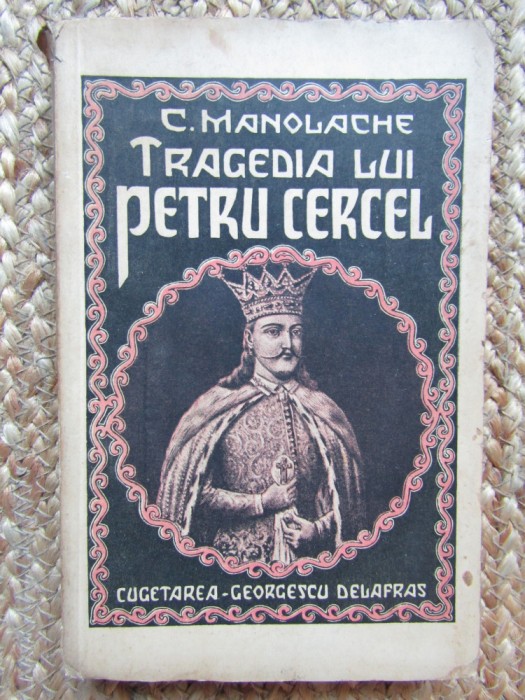 C. MANOLACHE
TRAGEDIA LUI
PETRU CERCEL
CUGETAREA - GEORGESCU DELAFRAS